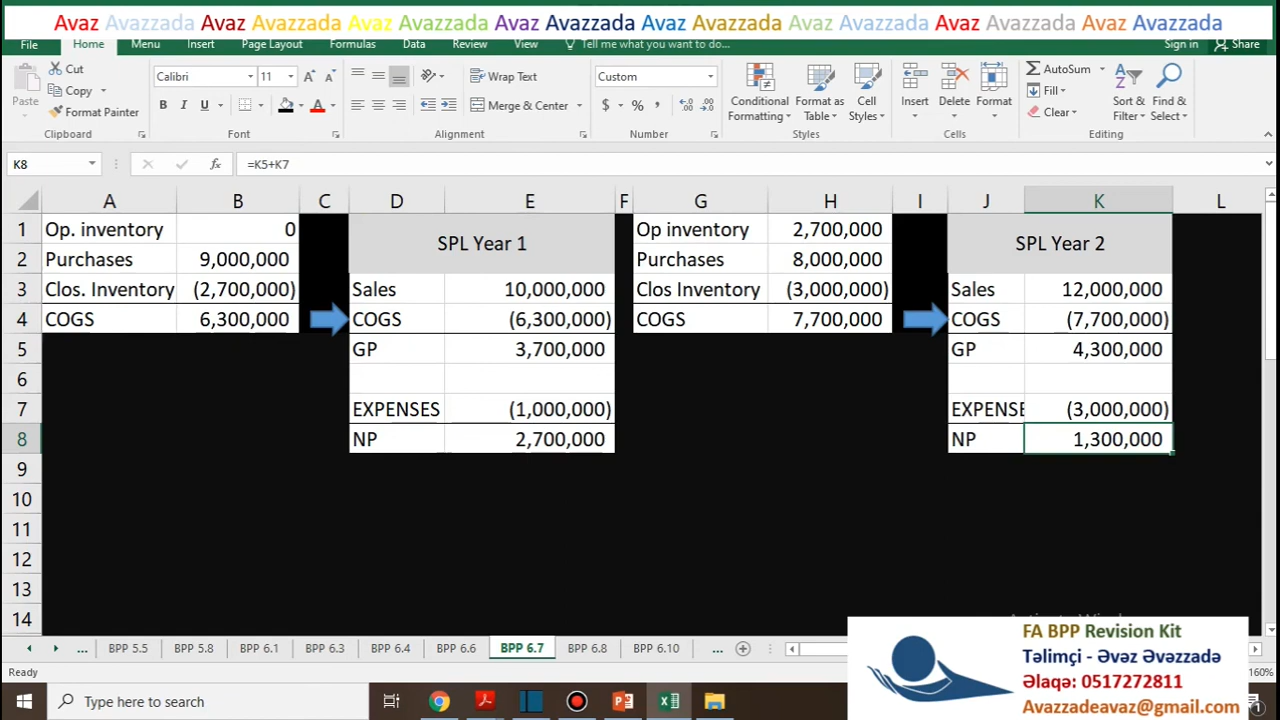 Avaz Avazzada Avaz Avazzada Avaz Avazzada Avaz Avazzada Avaz Avazzada Avaz Avazzada Avaz Avazzada Avaz Avazzada
File Home Menu Insert Page Layout Formulas Data Review View Tell me what you want to do... Sign in Share
Paste
Cut
Copy
Format Painter
Clipboard
Calibri 11
B I U
Font
Wrap Text
Merge & Center
Alignment
Custom
$ % ,
Number
Conditional Formatting
Format as Table
Cell Styles
Styles
Insert Delete Format
Cells
AutoSum
Fill
Clear
Sort & Filter
Find & Select
Editing
K8 fx =K5+K7
A B C D E F G H I J K L
1 Op. inventory 0 SPL Year 1 Op inventory 2,700,000 SPL Year 2
2 Purchases 9,000,000 Purchases 8,000,000
3 Clos. Inventory (2,700,000) Sales 10,000,000 Clos Inventory (3,000,000) Sales 12,000,000
4 COGS 6,300,000 COGS (6,300,000) COGS 7,700,000 COGS (7,700,000)
5 GP 3,700,000 GP 4,300,000
6
7 EXPENSES (1,000,000) EXPENSE (3,000,000)
8 NP 2,700,000 NP 1,300,000
9
10
11
12
13
14
... BPP 5.5 BPP 5.8 BPP 6.1 BPP 6.3 BPP 6.4 BPP 6.6 BPP 6.7 BPP 6.8 BPP 6.10 ...
Ready 160%
FA BPP Revision Kit
Təlimçi - Əvəz Əvəzzadə
Əlaqə: 0517272811
Avazzadeavaz@gmail.com
Type here to search
1